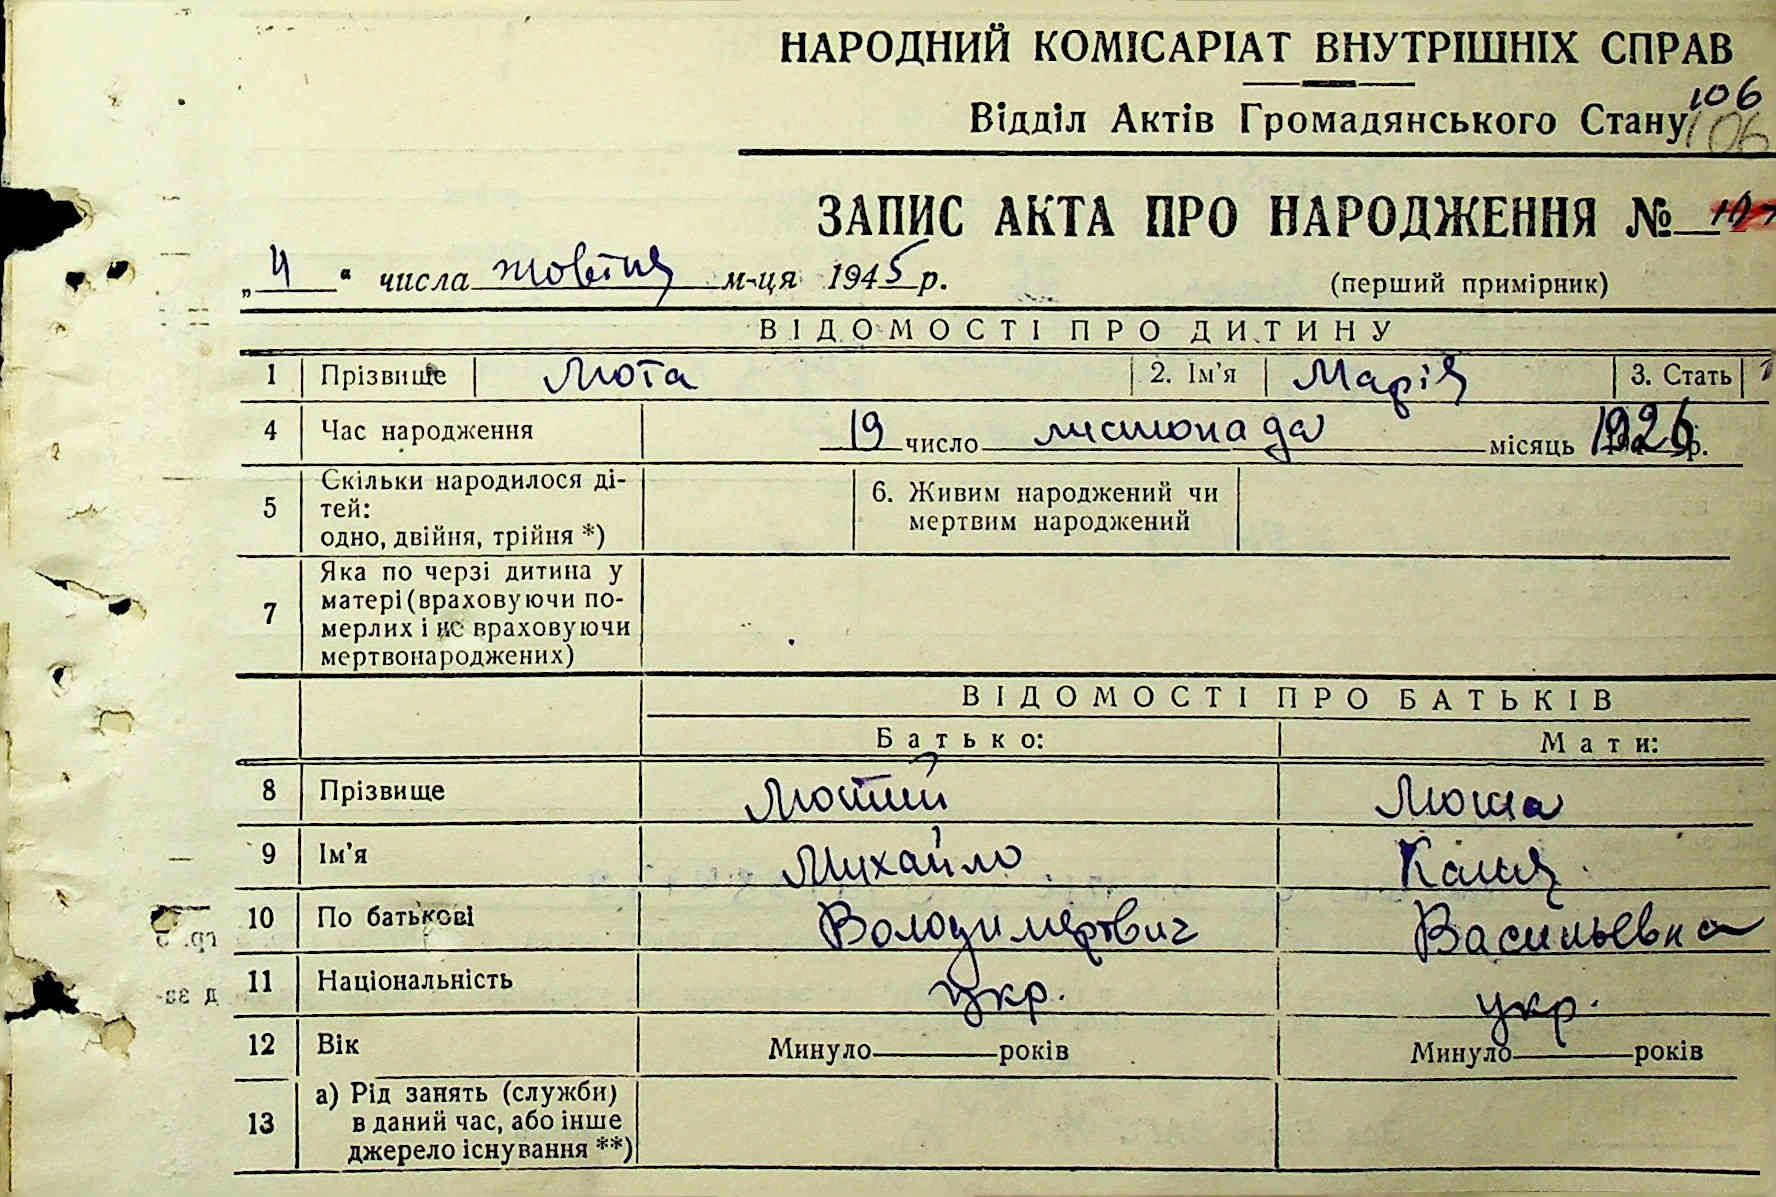 НАРОДНИЙ КОМІСАРІАТ ВНУТРІШНІХ СПРАВ
106
Відділ Актів Громадянського Стану
106
ЗАПИС АКТА ПРО НАРОДЖЕННЯ №
„4“ числа жовтня м-ця 1945 р.
(перший примірник)
ВІДОМОСТІ ПРО ДИТИНУ
1 Прізвище Люта 2. Ім’я Марія 3. Стать
4 Час народження 19 число листопада місяць 1926 р.
5 Скільки народилося ді-
тей:
одно, двійня, трійня *)
6. Живим народжений чи
мертвим народжений
7 Яка по черзі дитина у
матері (враховуючи по-
мерлих і не враховуючи
мертвонароджених)
ВІДОМОСТІ ПРО БАТЬКІВ
Батько: Мати:
8 Прізвище Лютий Люта
9 Ім’я Михайло Катя
10 По батькові Володимирович Васильевна
11 Національність укр. укр.
12 Вік Минуло років Минуло років
13 а) Рід занять (служби)
в даний час, або інше
джерело існування **)